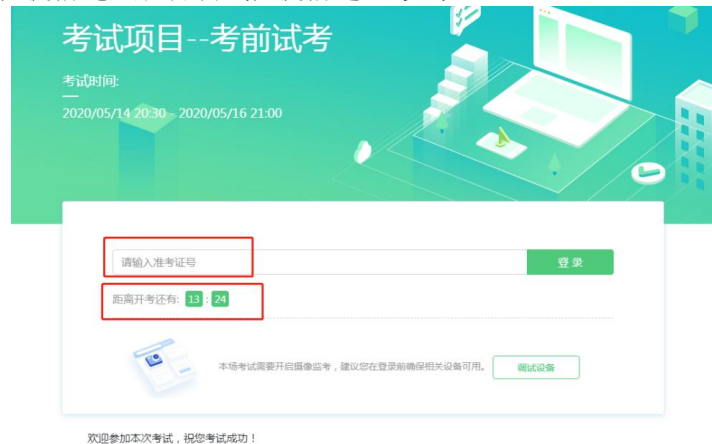 考试项目--考前试考
考试时间:
2020/05/14 20:30 - 2020/05/16 21:00
请输入准考证号
登 录
距离开考还有: 13 : 24
本场考试需要开启摄像监考，建议您在登录前确保相关设备可用。
调试设备
欢迎参加本次考试，祝您考试成功！